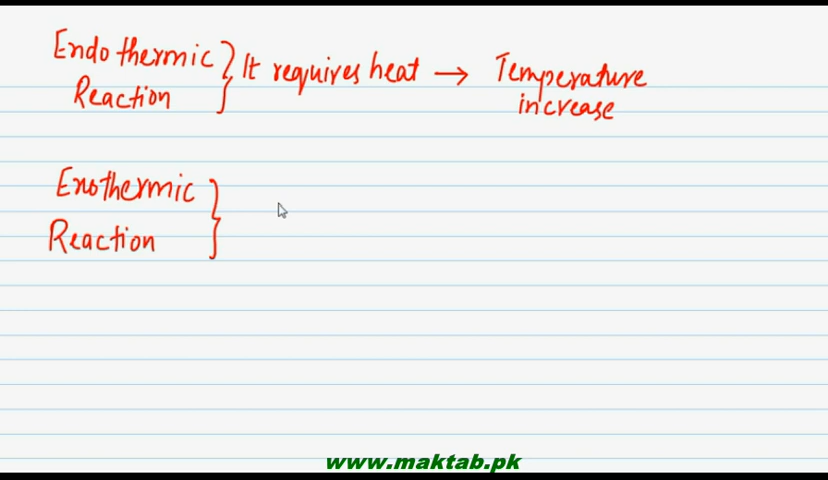 Endothermic } It requires heat → Temperature
Reaction increase
Exothermic }
Reaction
www.maktab.pk